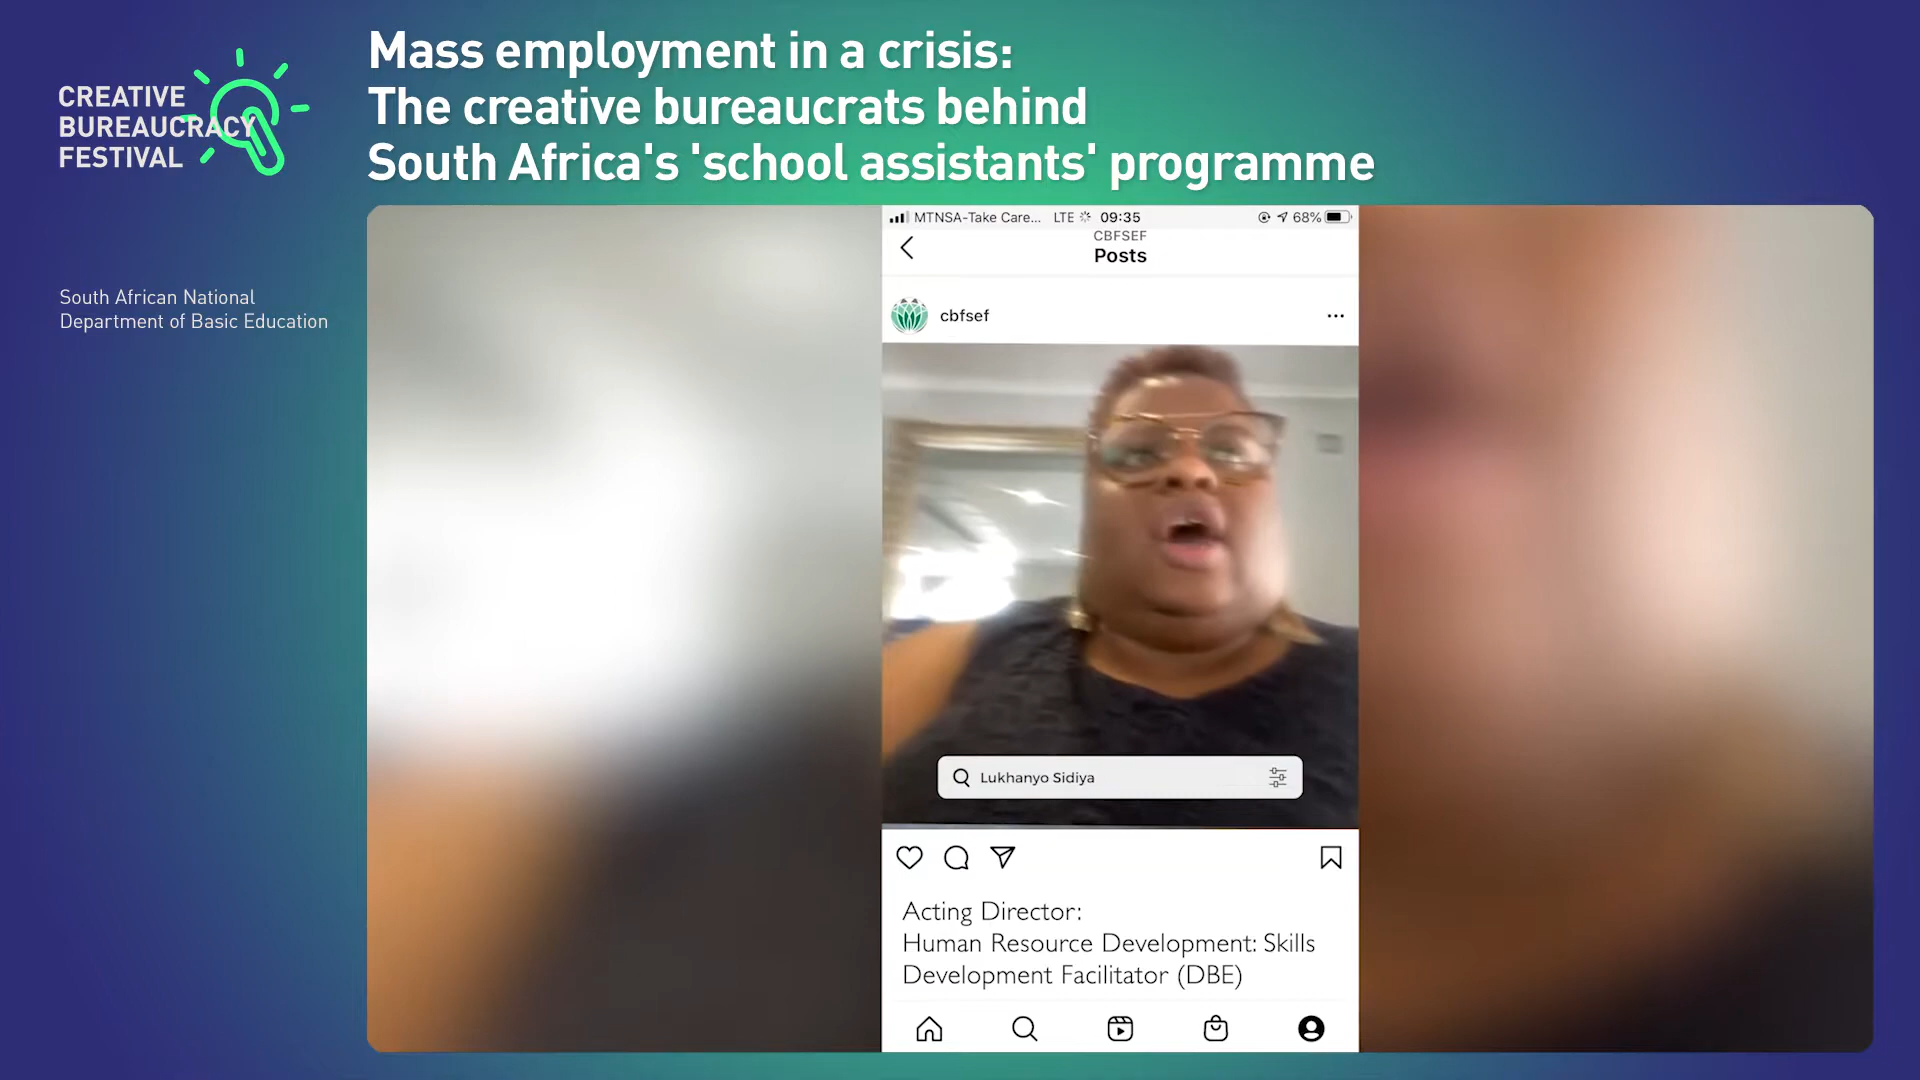 CREATIVE
BUREAUCRACY
FESTIVAL
Mass employment in a crisis:
The creative bureaucrats behind
South Africa's 'school assistants' programme
South African National
Department of Basic Education
MTNSA-Take Care... LTE 09:35 68%
CBFSEF
Posts
cbfsef
Lukhanyo Sidiya
Acting Director:
Human Resource Development: Skills
Development Facilitator (DBE)